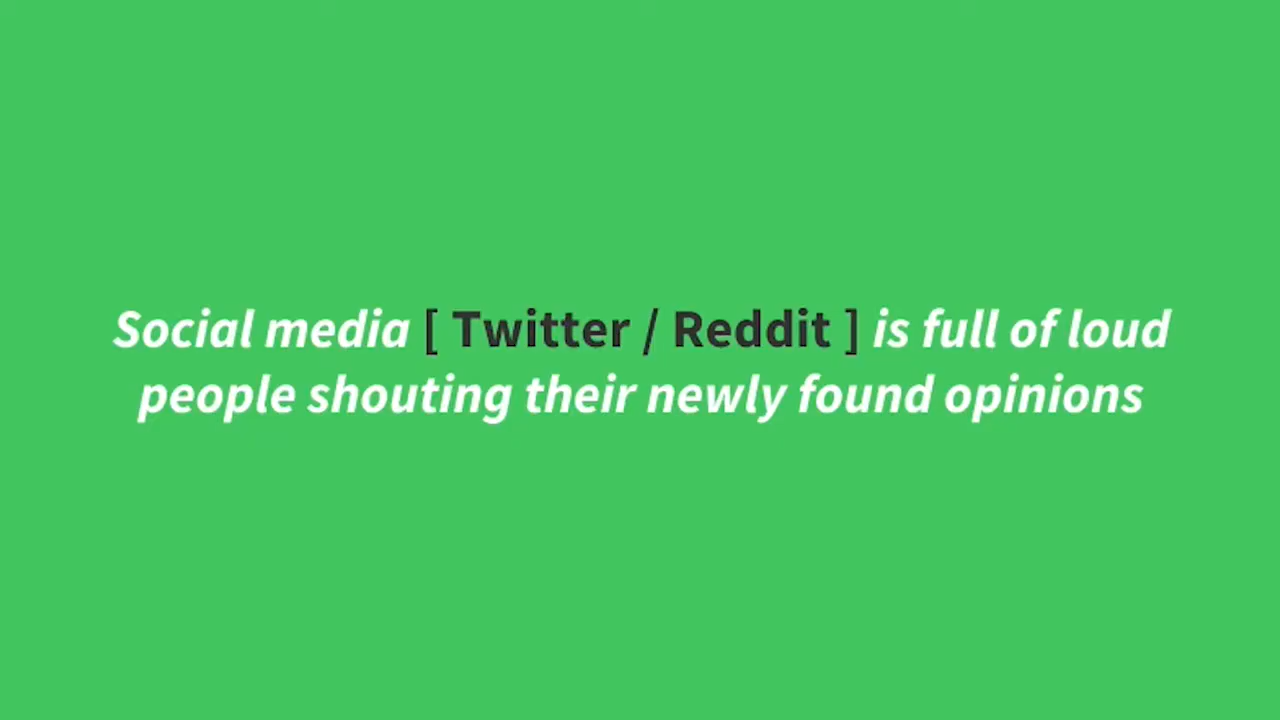 Social media [ Twitter / Reddit ] is full of loud
people shouting their newly found opinions